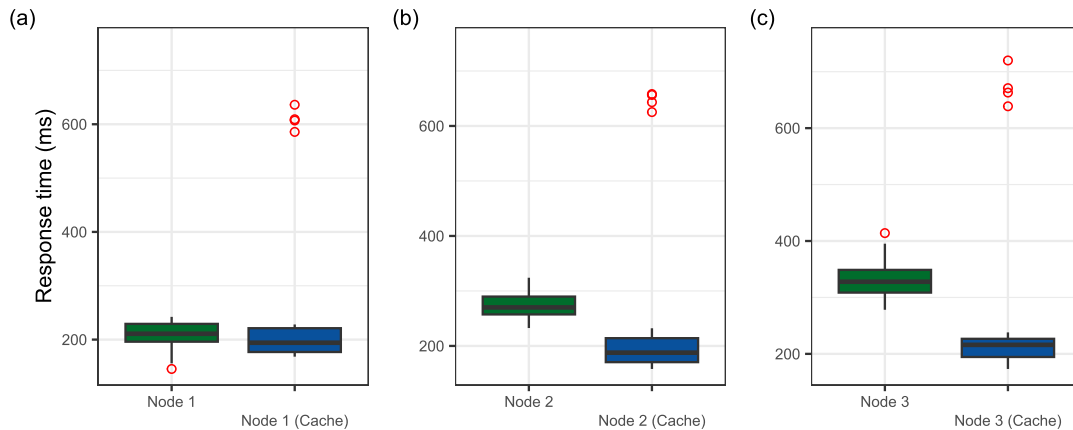 (a)
Response time (ms)
600
400
200
Node 1
Node 1 (Cache)
(b)
600
400
200
Node 2
Node 2 (Cache)
(c)
600
400
200
Node 3
Node 3 (Cache)